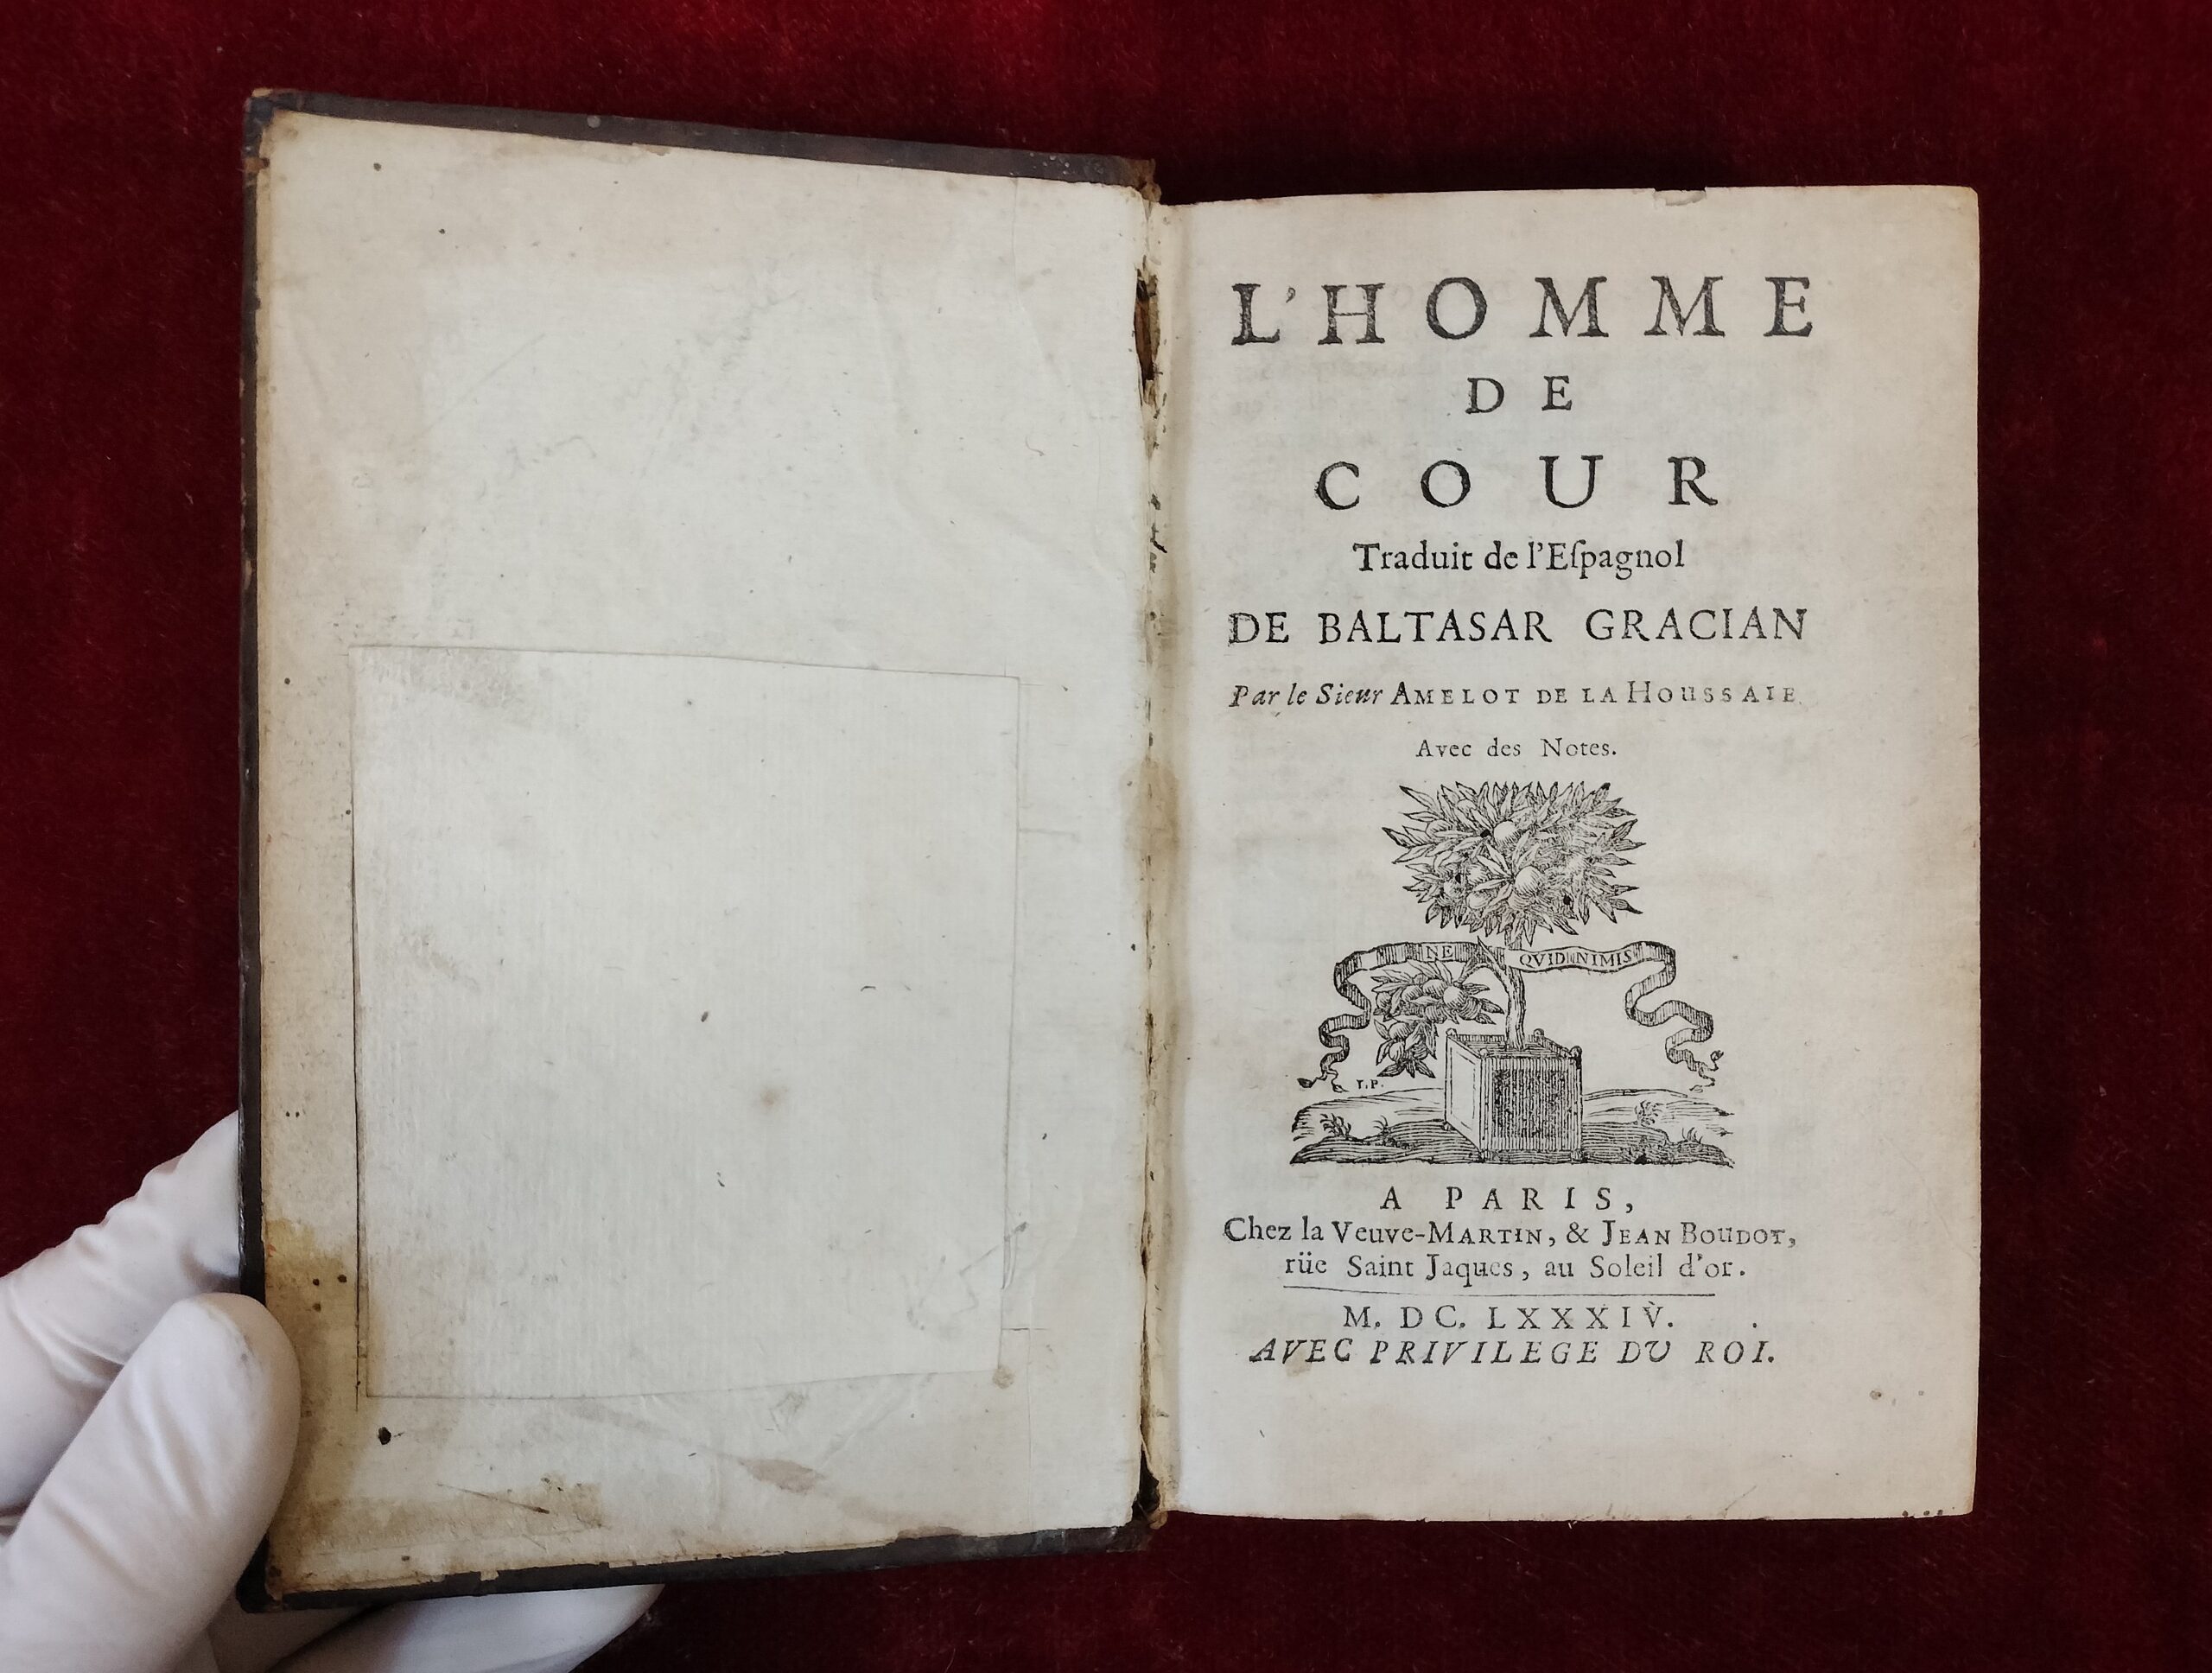 L'HOMME
DE
COUR
Traduit de l'Eſpagnol
DE BALTASAR GRACIAN
Par le Sieur AMELOT DE LA HOUSSAIE
Avec des Notes.
NE QVID NIMIS
A PARIS,
Chez la Veuve-MARTIN, & JEAN BOUDOT,
rüe Saint Jaques, au Soleil d'or.
M. DC. LXXXIV.
AVEC PRIVILEGE DU ROI.